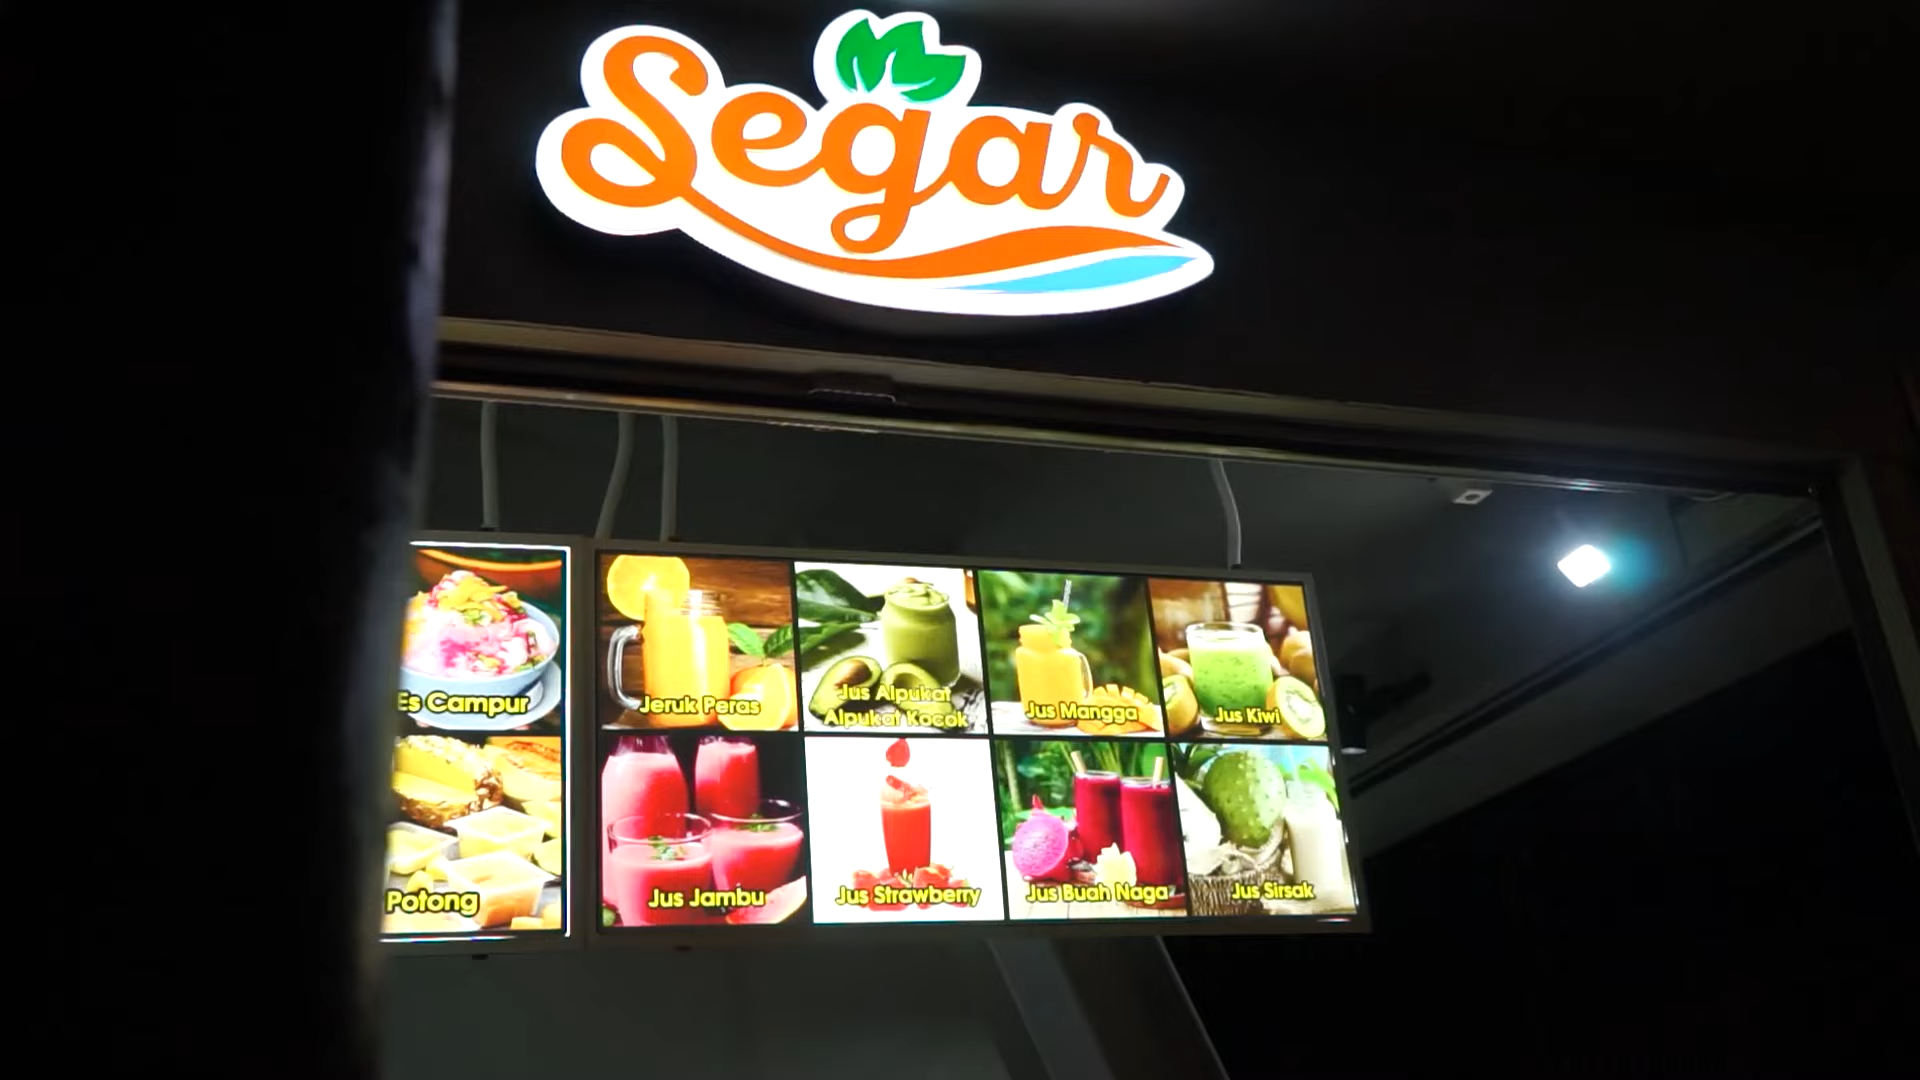 Segar
Es Campur
Potong
Jeruk Peras
Jus Alpukat
Alpukat Kocok
Jus Mangga
Jus Kiwi
Jus Jambu
Jus Strawberry
Jus Buah Naga
Jus Sirsak